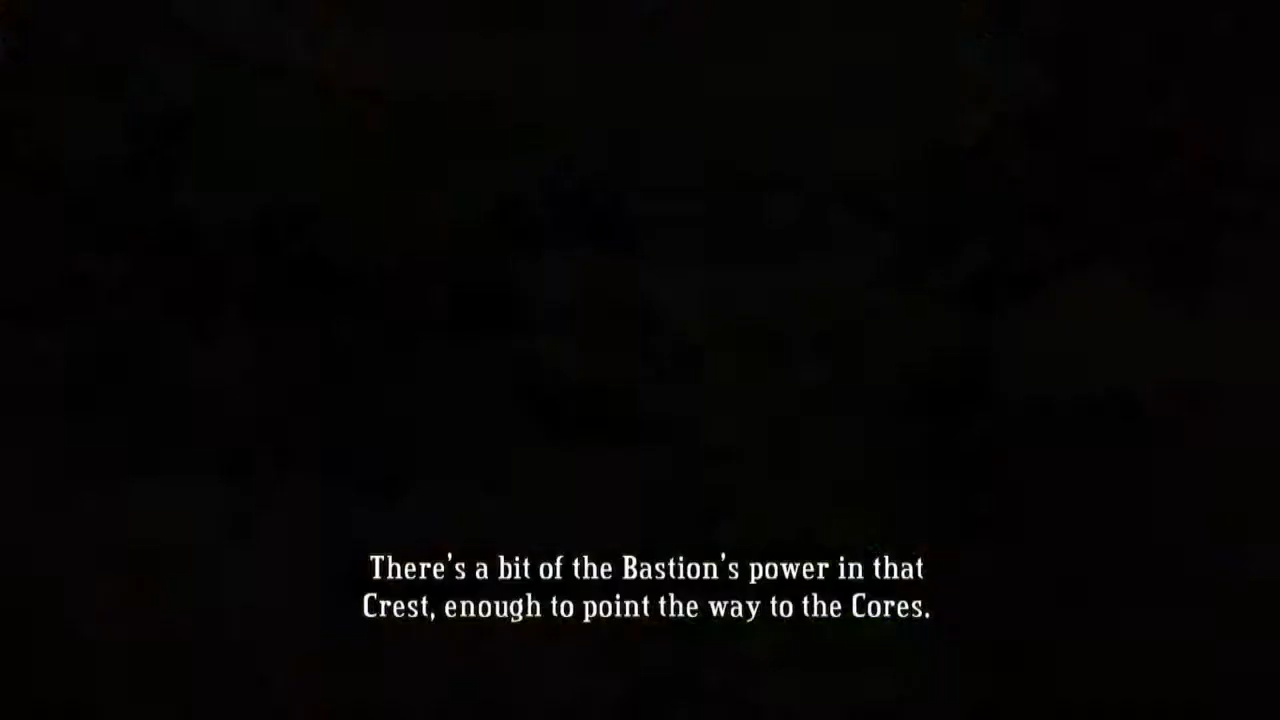 There's a bit of the Bastion's power in that
Crest, enough to point the way to the Cores.